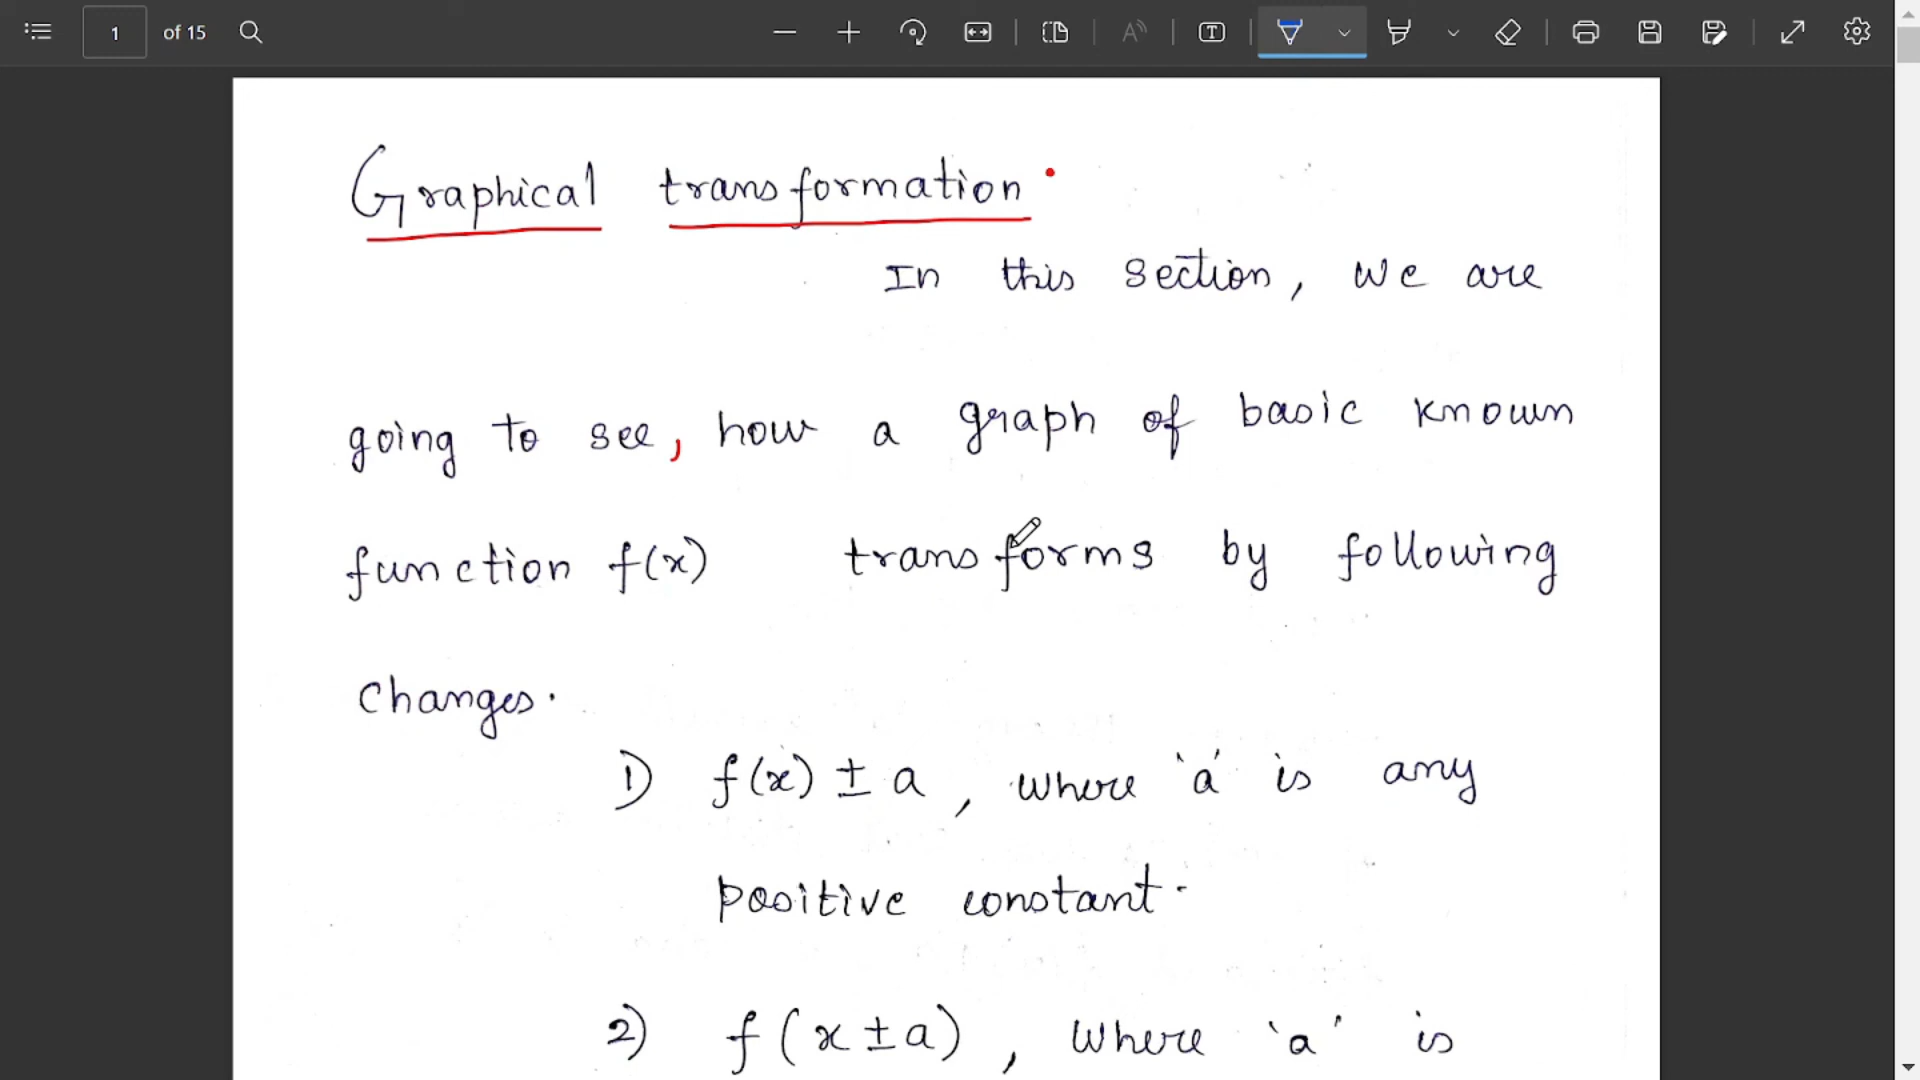 1 of 15
Graphical transformation.
In this section, we are
going to see, how a graph of basic known
function f(x) transforms by following
changes.
1) f(x) ± a, where 'a' is any
positive constant.
2) f(x ± a), where 'a' is